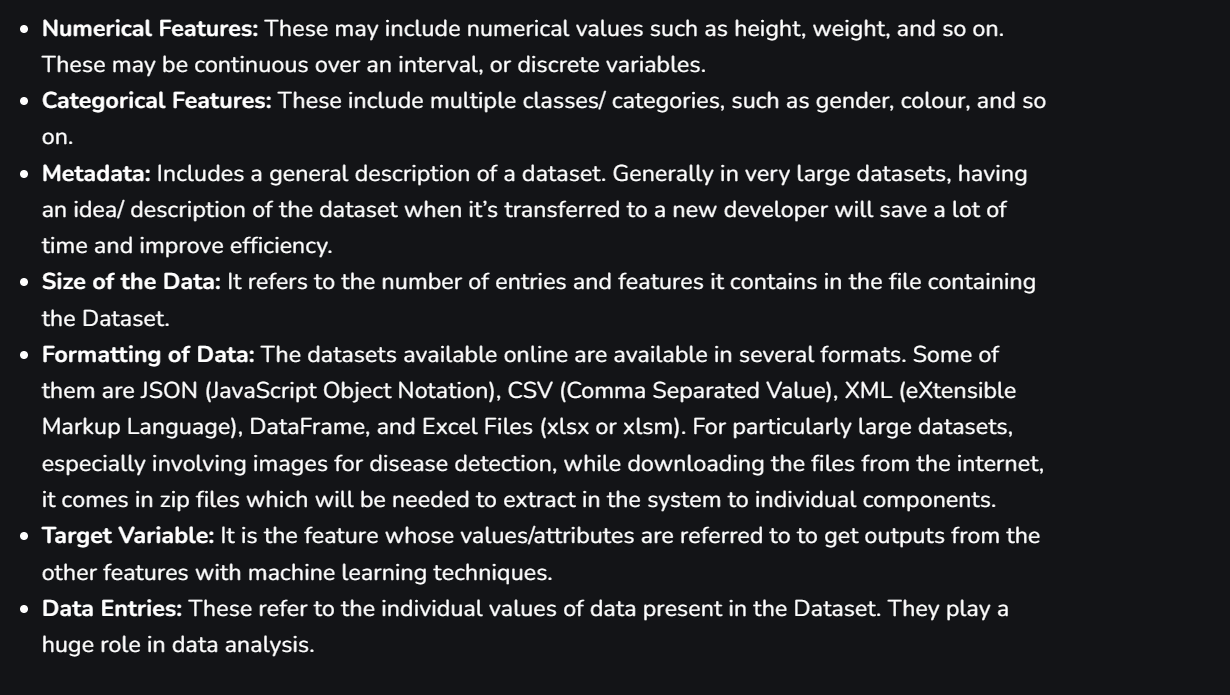 • Numerical Features: These may include numerical values such as height, weight, and so on.
These may be continuous over an interval, or discrete variables.
• Categorical Features: These include multiple classes/ categories, such as gender, colour, and so
on.
• Metadata: Includes a general description of a dataset. Generally in very large datasets, having
an idea/ description of the dataset when it’s transferred to a new developer will save a lot of
time and improve efficiency.
• Size of the Data: It refers to the number of entries and features it contains in the file containing
the Dataset.
• Formatting of Data: The datasets available online are available in several formats. Some of
them are JSON (JavaScript Object Notation), CSV (Comma Separated Value), XML (eXtensible
Markup Language), DataFrame, and Excel Files (xlsx or xlsm). For particularly large datasets,
especially involving images for disease detection, while downloading the files from the internet,
it comes in zip files which will be needed to extract in the system to individual components.
• Target Variable: It is the feature whose values/attributes are referred to to get outputs from the
other features with machine learning techniques.
• Data Entries: These refer to the individual values of data present in the Dataset. They play a
huge role in data analysis.